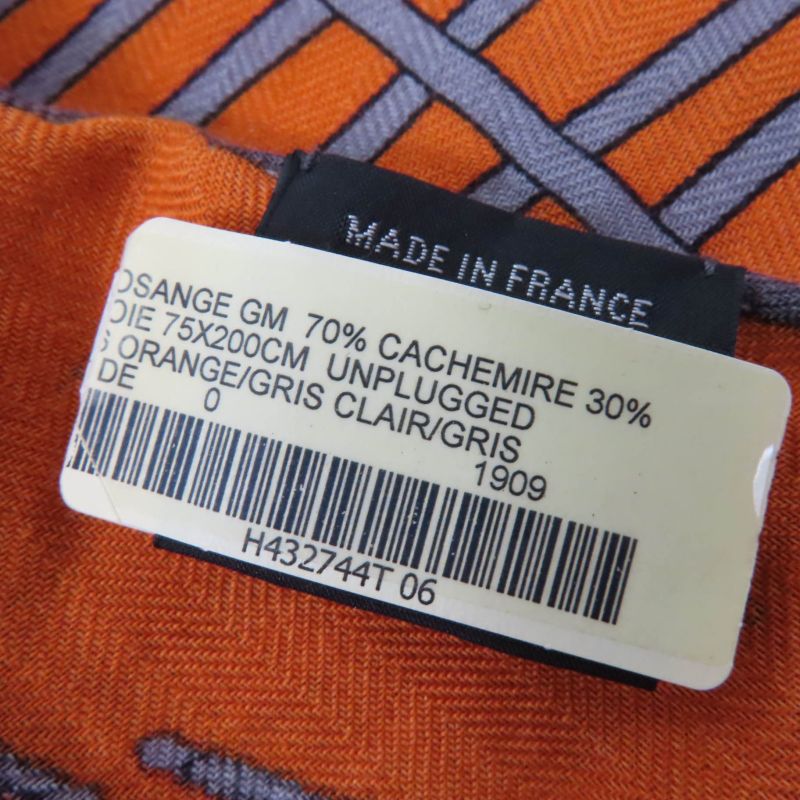 MADE IN FRANCE
OSANGE GM 70% CACHEMIRE 30%
OIE 75X200CM UNPLUGGED
ORANGE/GRIS CLAIR/GRIS
DE 0 1909
H432744T 06